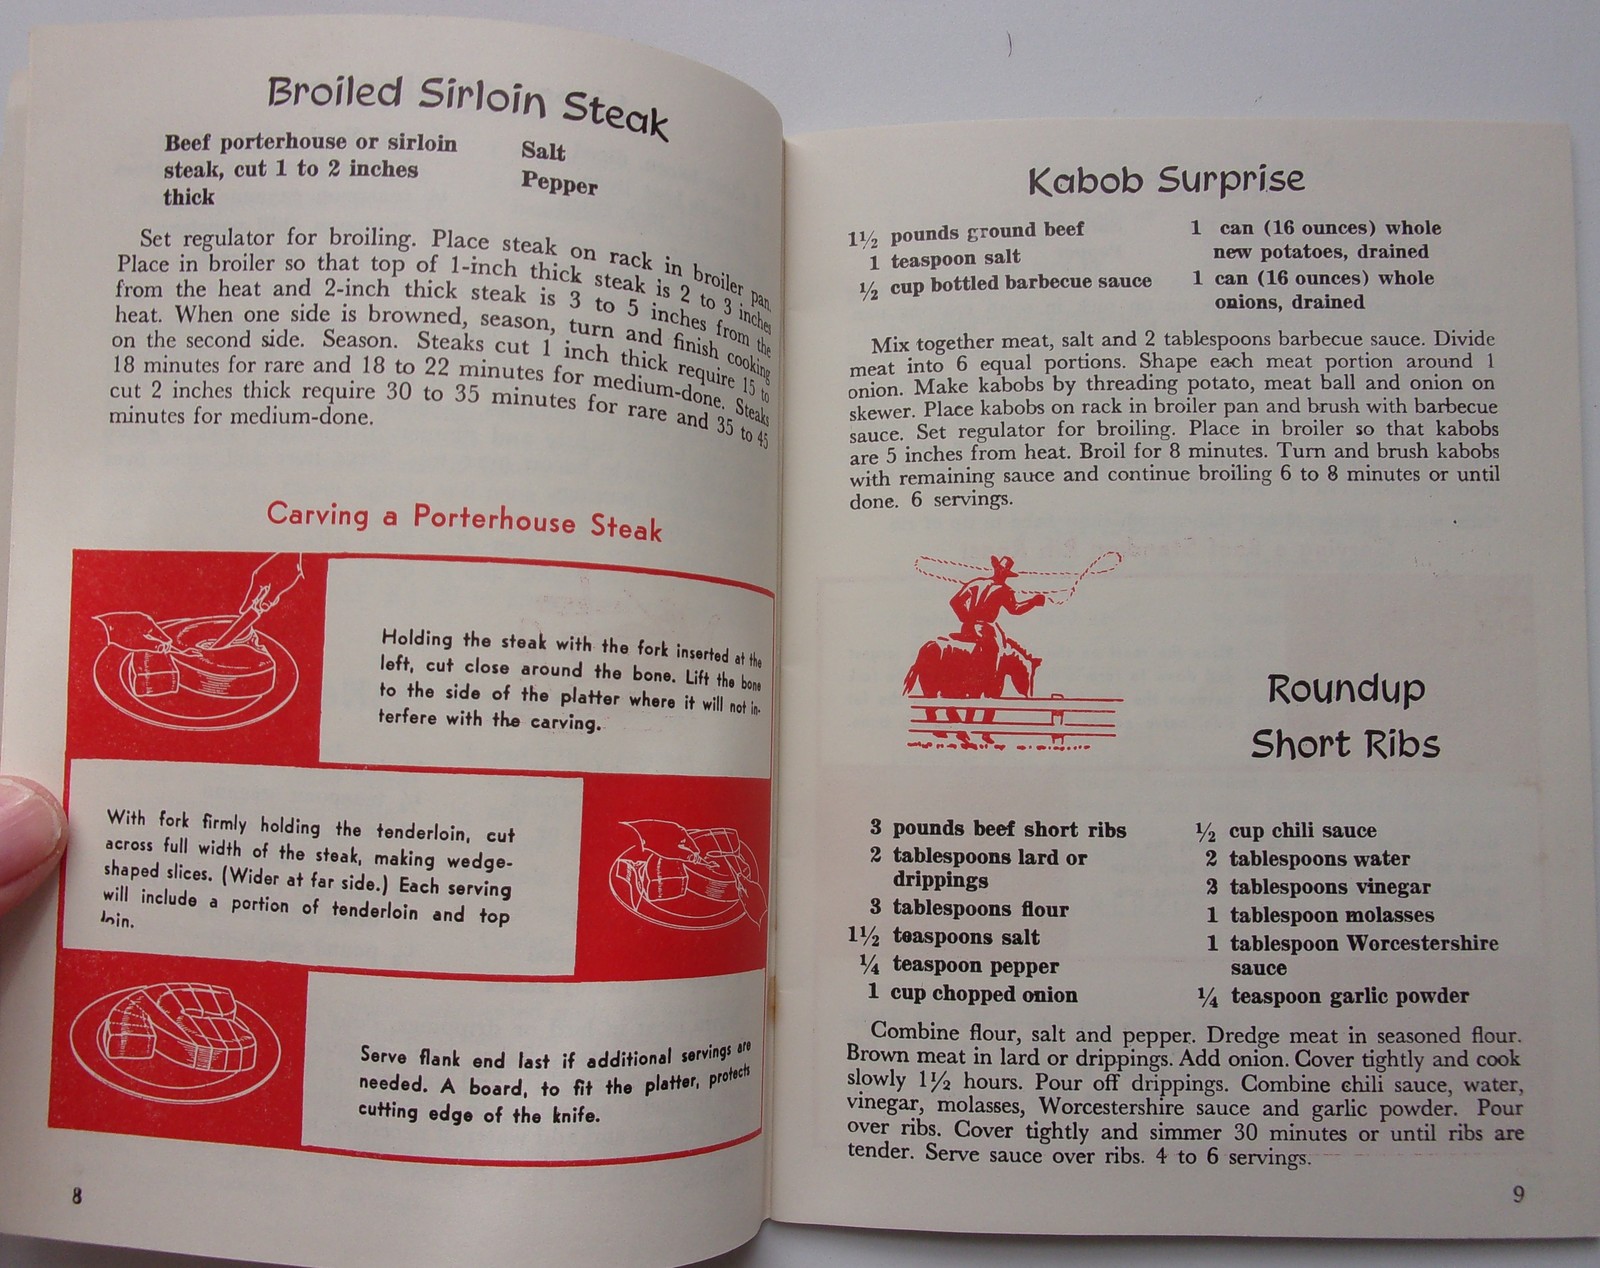 Broiled Sirloin Steak
Beef porterhouse or sirloin
steak, cut 1 to 2 inches
thick
Salt
Pepper
Set regulator for broiling. Place steak on rack in broiler pan.
Place in broiler so that top of 1-inch thick steak is 2 to 3 inches
from the heat and 2-inch thick steak is 3 to 5 inches from the
heat. When one side is browned, season, turn and finish cooking
on the second side. Season. Steaks cut 1 inch thick require 15 to
18 minutes for rare and 18 to 22 minutes for medium-done. Steaks
cut 2 inches thick require 30 to 35 minutes for rare and 35 to 45
minutes for medium-done.
Carving a Porterhouse Steak
Holding the steak with the fork inserted at the
left, cut close around the bone. Lift the bone
to the side of the platter where it will not in-
terfere with the carving.
With fork firmly holding the tenderloin, cut
across full width of the steak, making wedge-
shaped slices. (Wider at far side.) Each serving
will include a portion of tenderloin and top
loin.
Serve flank end last if additional servings are
needed. A board, to fit the platter, protects
cutting edge of the knife.
8
Kabob Surprise
1½ pounds ground beef
1 teaspoon salt
½ cup bottled barbecue sauce
1 can (16 ounces) whole
new potatoes, drained
1 can (16 ounces) whole
onions, drained
Mix together meat, salt and 2 tablespoons barbecue sauce. Divide
meat into 6 equal portions. Shape each meat portion around 1
onion. Make kabobs by threading potato, meat ball and onion on
skewer. Place kabobs on rack in broiler pan and brush with barbecue
sauce. Set regulator for broiling. Place in broiler so that kabobs
are 5 inches from heat. Broil for 8 minutes. Turn and brush kabobs
with remaining sauce and continue broiling 6 to 8 minutes or until
done. 6 servings.
Roundup
Short Ribs
3 pounds beef short ribs
2 tablespoons lard or
drippings
3 tablespoons flour
1½ teaspoons salt
¼ teaspoon pepper
1 cup chopped onion
½ cup chili sauce
2 tablespoons water
2 tablespoons vinegar
1 tablespoon molasses
1 tablespoon Worcestershire
sauce
¼ teaspoon garlic powder
Combine flour, salt and pepper. Dredge meat in seasoned flour.
Brown meat in lard or drippings. Add onion. Cover tightly and cook
slowly 1½ hours. Pour off drippings. Combine chili sauce, water,
vinegar, molasses, Worcestershire sauce and garlic powder. Pour
over ribs. Cover tightly and simmer 30 minutes or until ribs are
tender. Serve sauce over ribs. 4 to 6 servings.
9